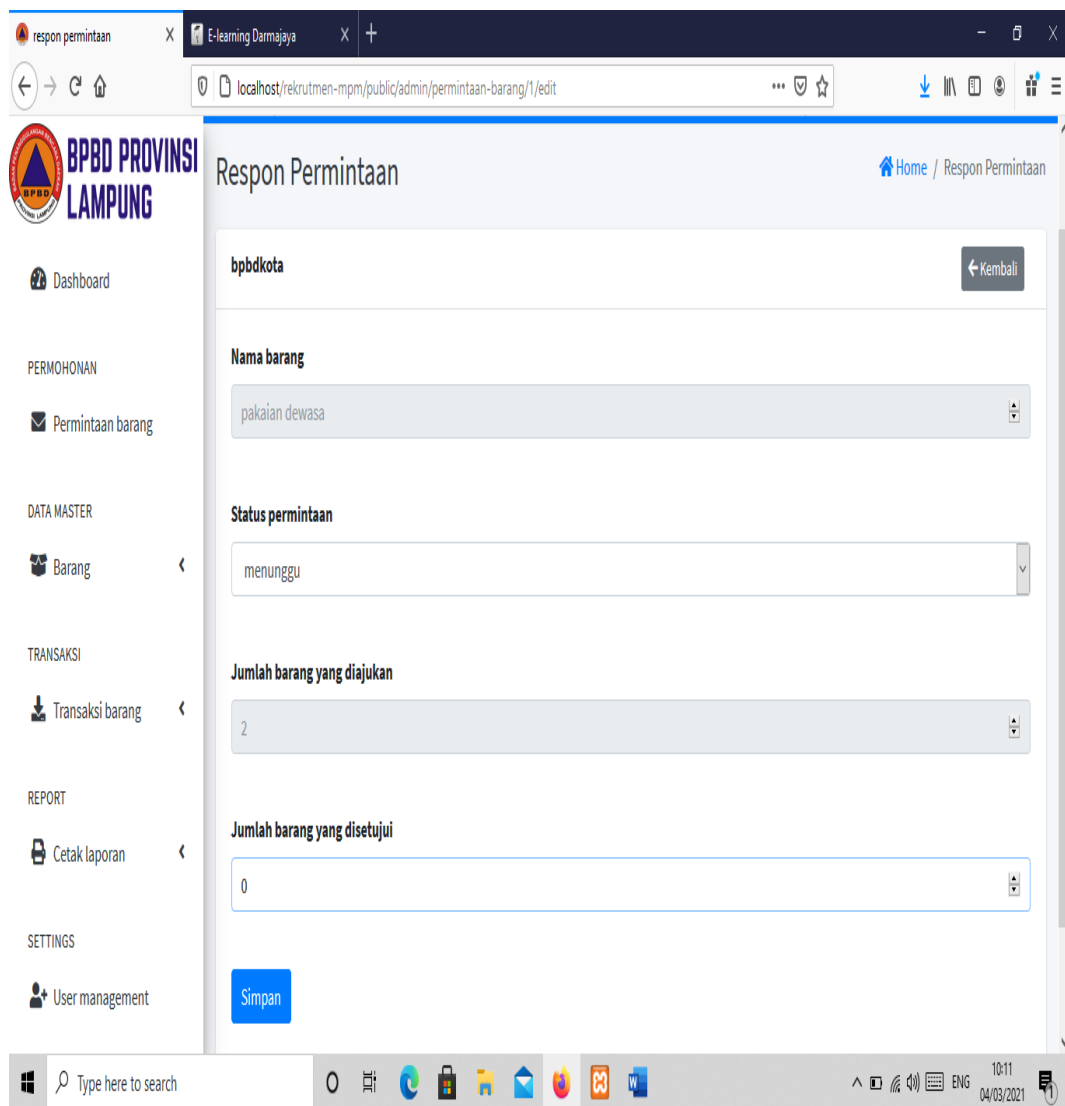 respon permintaan
E-learning Darmajaya
localhost/rekrutmen-mpm/public/admin/permintaan-barang/1/edit
BPBD PROVINSI
LAMPUNG
BPBD
Dashboard
PERMOHONAN
Permintaan barang
DATA MASTER
Barang
TRANSAKSI
Transaksi barang
REPORT
Cetak laporan
SETTINGS
User management
Respon Permintaan
Home / Respon Permintaan
bpbdkota
Kembali
Nama barang
pakaian dewasa
Status permintaan
menunggu
Jumlah barang yang diajukan
2
Jumlah barang yang disetujui
0
Simpan
Type here to search
ENG
10:11
04/03/2021
1